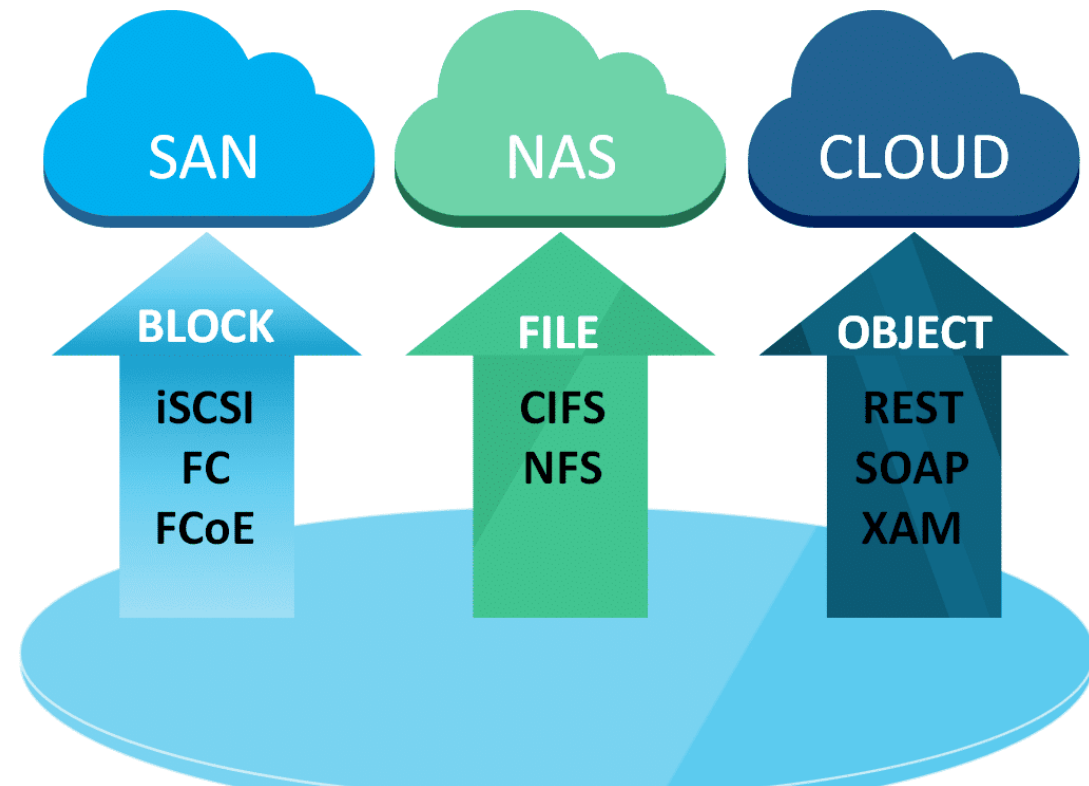 SAN
BLOCK
iSCSI
FC
FCoE
NAS
FILE
CIFS
NFS
CLOUD
OBJECT
REST
SOAP
XAM